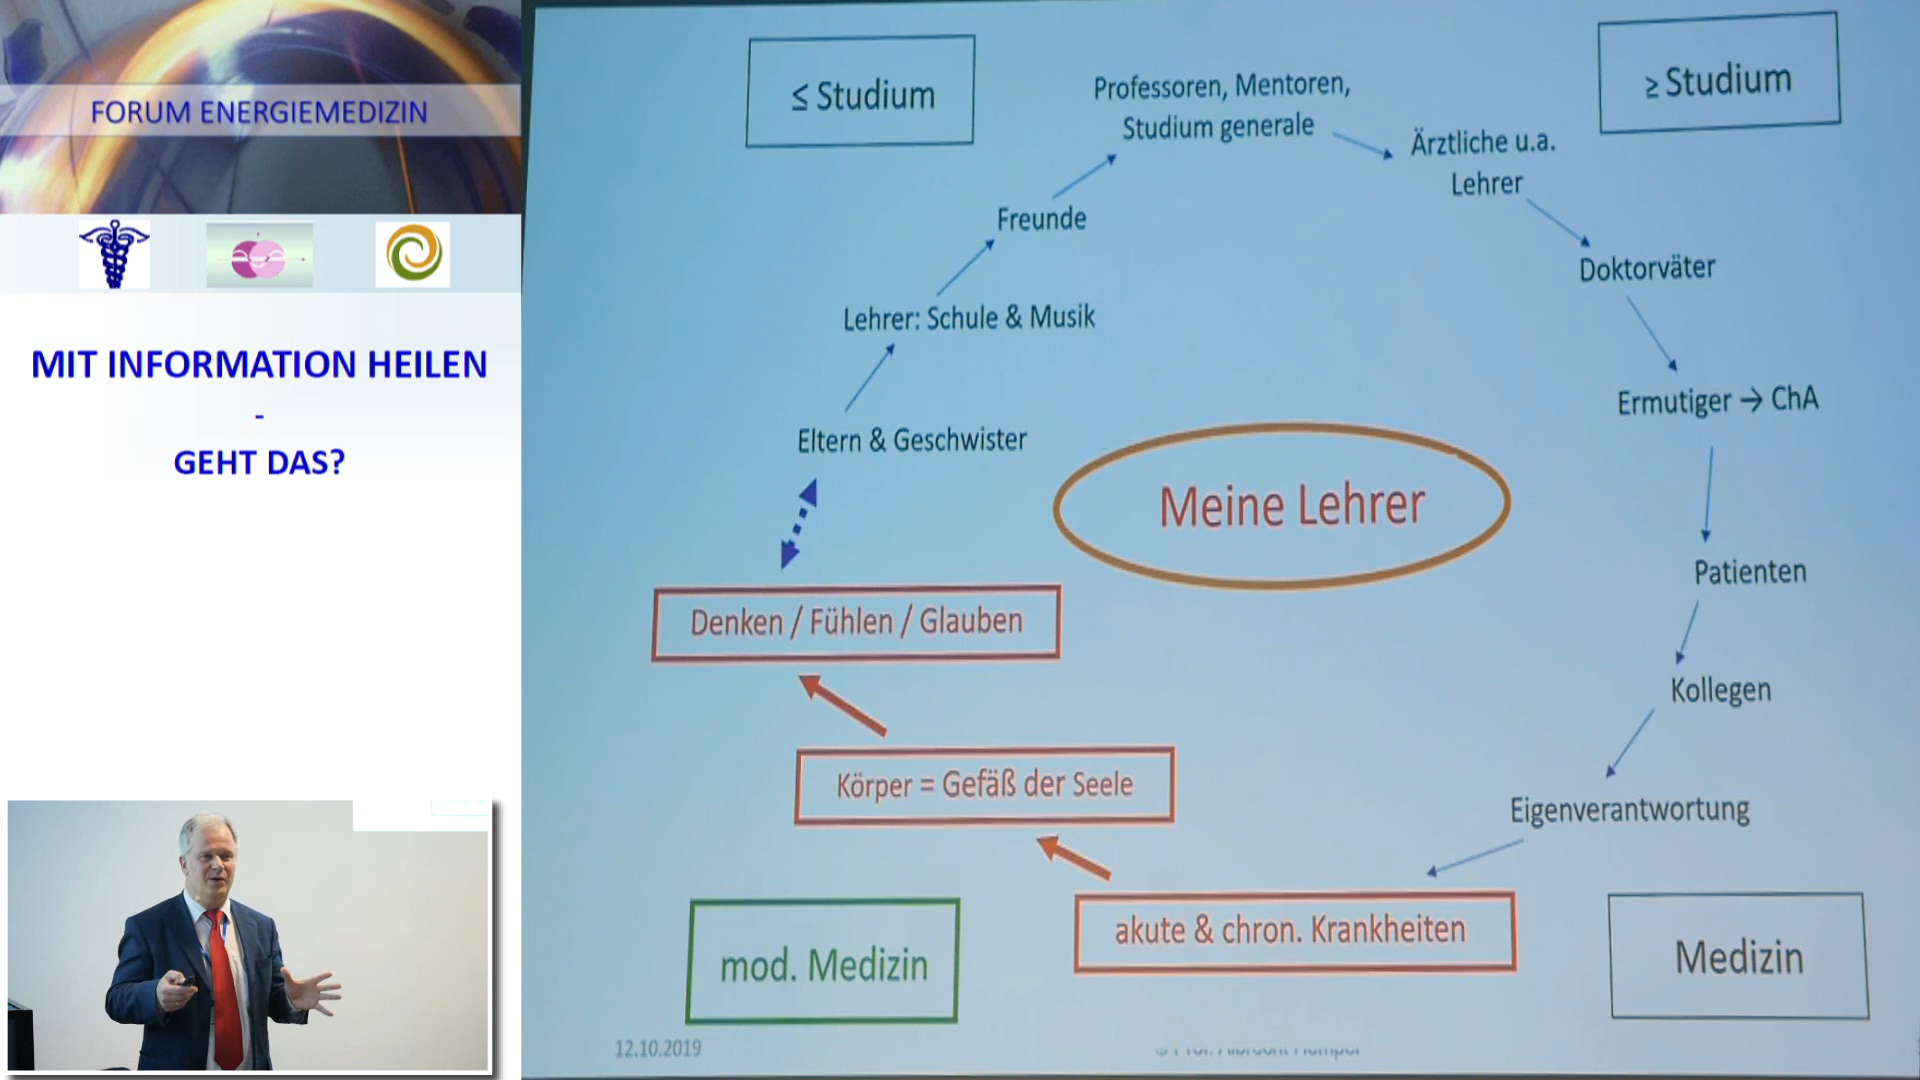 FORUM ENERGIEMEDIZIN
MIT INFORMATION HEILEN
-
GEHT DAS?
≤ Studium
Professoren, Mentoren,
Studium generale
≥ Studium
Ärztliche u.a.
Lehrer
Freunde
Doktorväter
Lehrer: Schule & Musik
Ermutiger → ChA
Eltern & Geschwister
Meine Lehrer
Patienten
Denken / Fühlen / Glauben
Kollegen
Körper = Gefäß der Seele
Eigenverantwortung
akute & chron. Krankheiten
mod. Medizin
Medizin
12.10.2019
© Prof. Albrecht